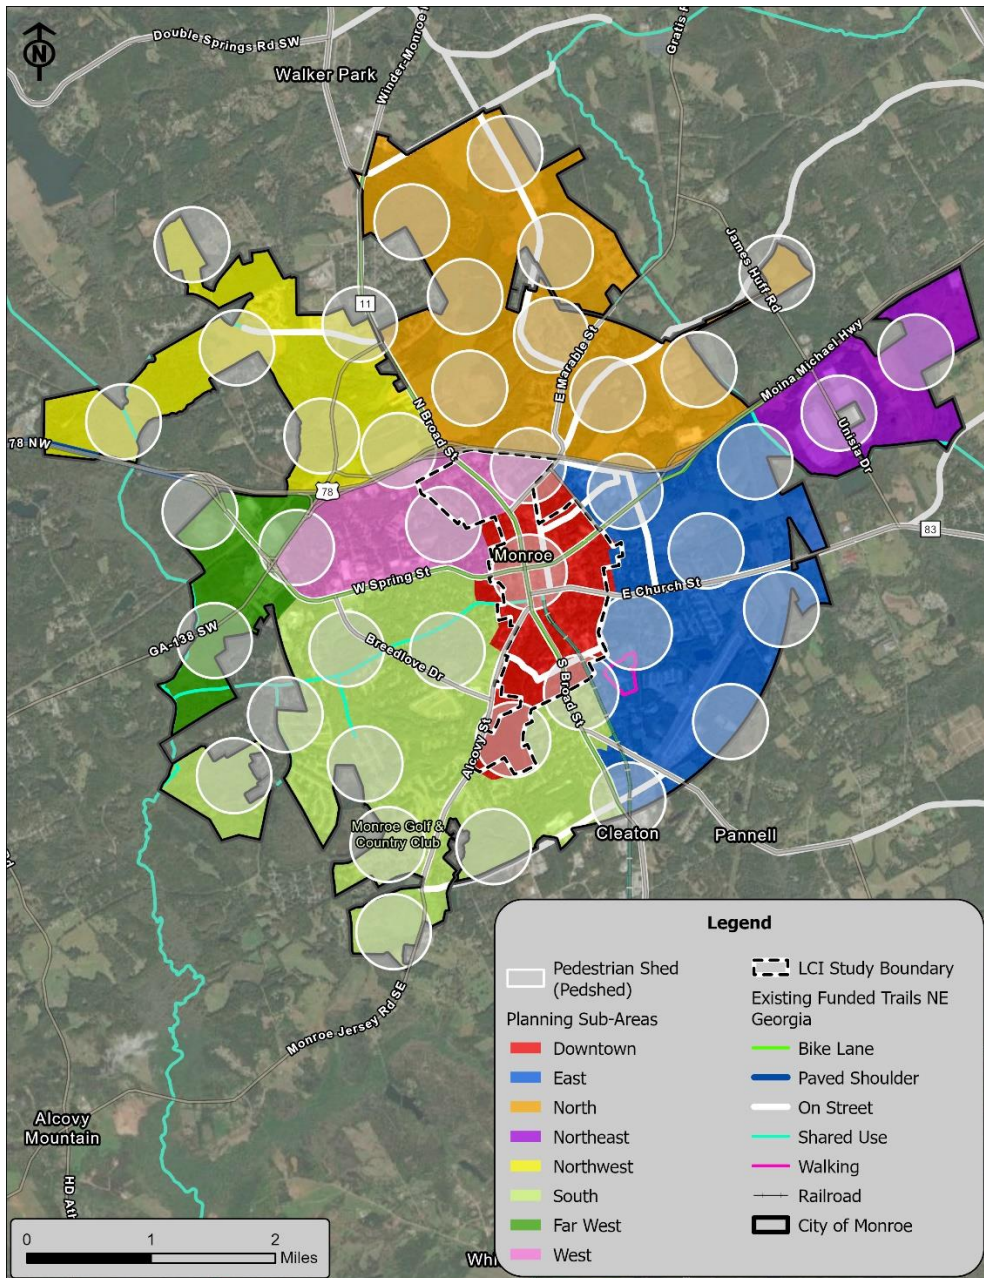 N
Double Springs Rd SW
Walker Park
Gratis
James Huff Rd
11
E Marable St
Moina Michael Hwy
N Broad St
Unisia Dr
78 NW
78
83
Monroe
W Spring St
E Church St
GA-138 SW
Breedlove Dr
S Broad St
Alcovy St
Monroe Golf &
Country Club
Cleaton
Pannell
Monroe Jersey Rd SE
Alcovy
Mountain
0 1 2
Miles
Legend
Pedestrian Shed
(Pedshed)
Planning Sub-Areas
Downtown
East
North
Northeast
Northwest
South
Far West
West
LCI Study Boundary
Existing Funded Trails NE
Georgia
Bike Lane
Paved Shoulder
On Street
Shared Use
Walking
Railroad
City of Monroe